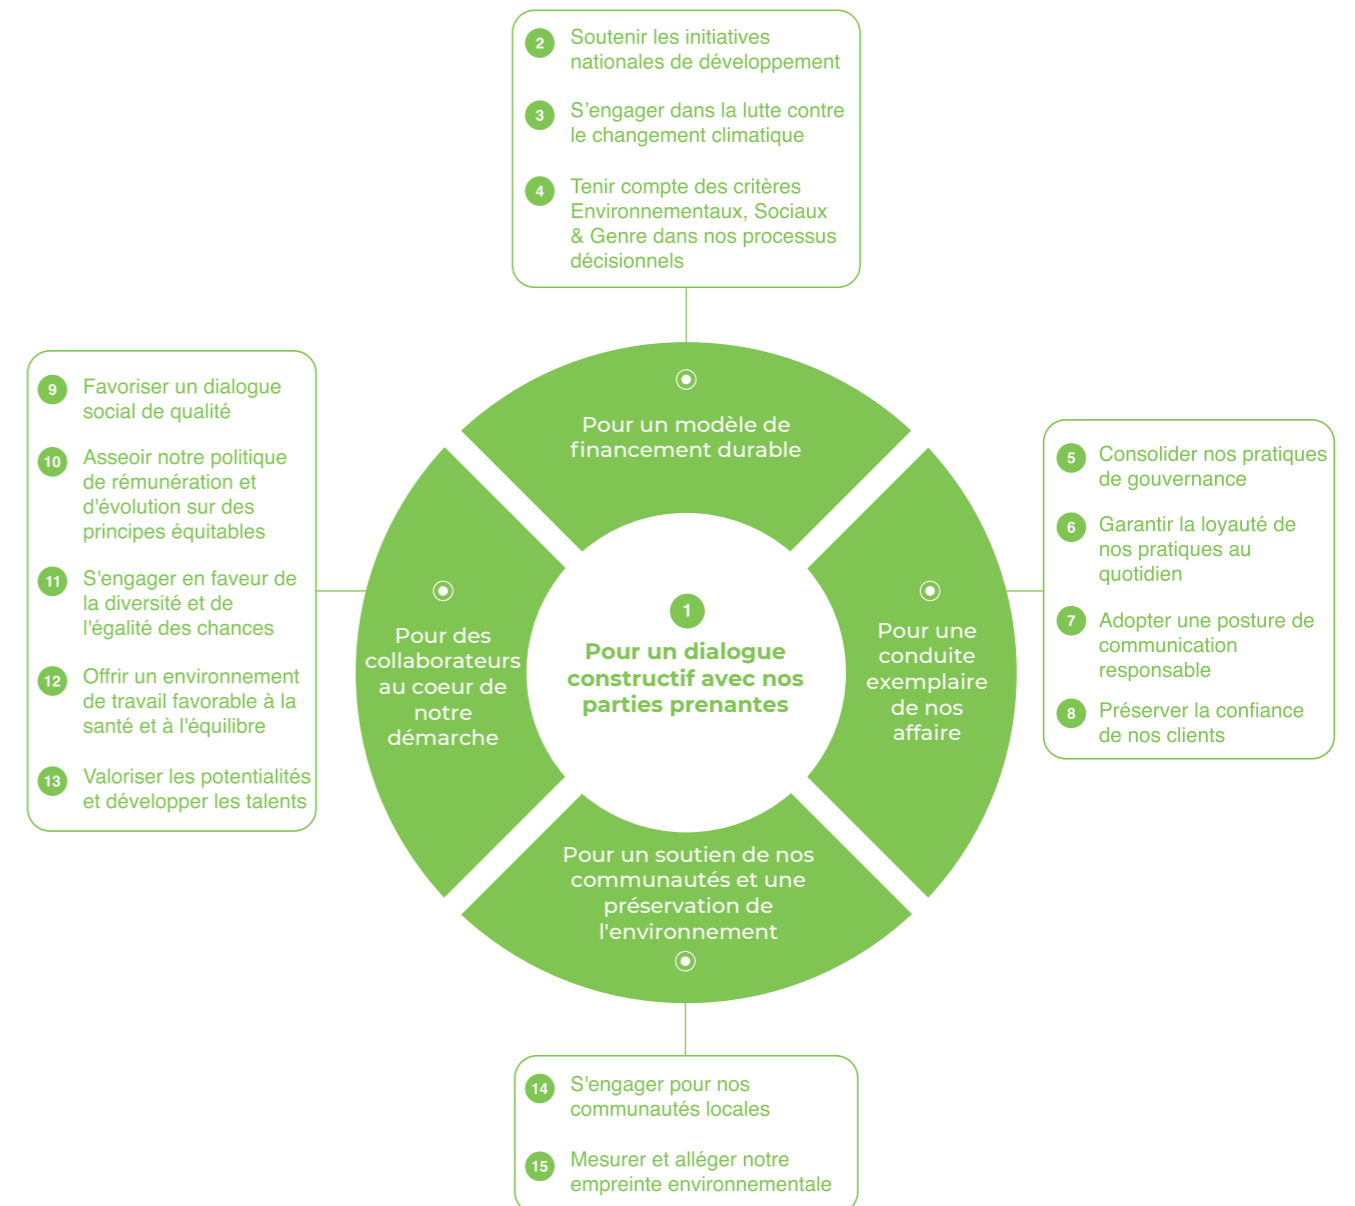 2 Soutenir les initiatives
nationales de développement
3 S'engager dans la lutte contre
le changement climatique
4 Tenir compte des critères
Environnementaux, Sociaux
& Genre dans nos processus
décisionnels
Pour un modèle de
financement durable
9 Favoriser un dialogue
social de qualité
10 Asseoir notre politique
de rémunération et
d'évolution sur des
principes équitables
11 S'engager en faveur de
la diversité et de
l'égalité des chances
12 Offrir un environnement
de travail favorable à la
santé et à l'équilibre
13 Valoriser les potentialités
et développer les talents
Pour des
collaborateurs
au coeur de
notre
démarche
1
Pour un dialogue
constructif avec nos
parties prenantes
Pour une
conduite
exemplaire
de nos
affaire
5 Consolider nos pratiques
de gouvernance
6 Garantir la loyauté de
nos pratiques au
quotidien
7 Adopter une posture de
communication
responsable
8 Préserver la confiance
de nos clients
Pour un soutien de nos
communautés et une
préservation de
l'environnement
14 S'engager pour nos
communautés locales
15 Mesurer et alléger notre
empreinte environnementale